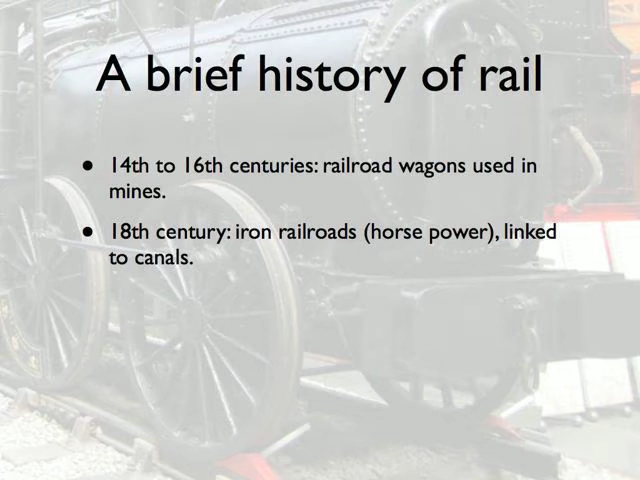 A brief history of rail
• 14th to 16th centuries: railroad wagons used in
mines.
• 18th century: iron railroads (horse power), linked
to canals.